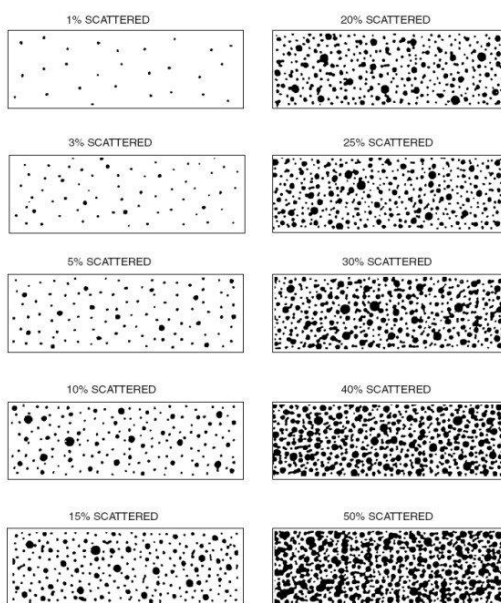 1% SCATTERED
20% SCATTERED
3% SCATTERED
25% SCATTERED
5% SCATTERED
30% SCATTERED
10% SCATTERED
40% SCATTERED
15% SCATTERED
50% SCATTERED